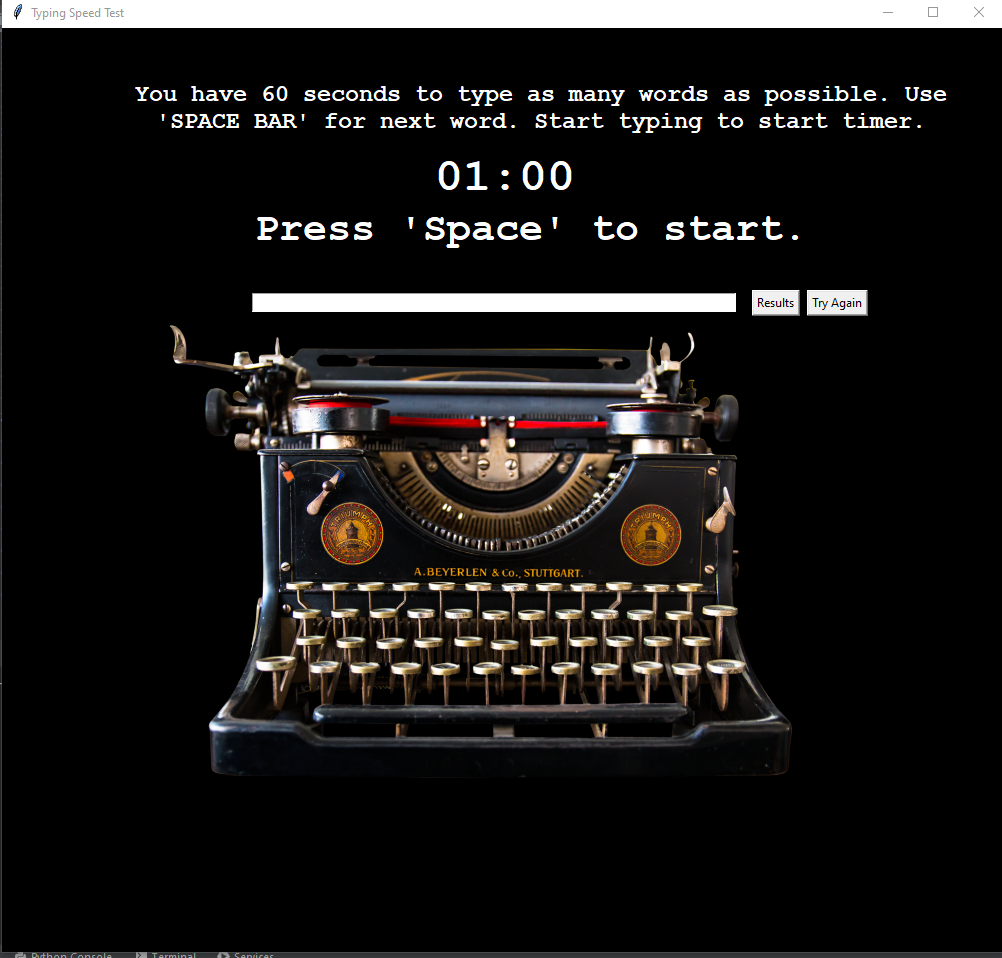 Typing Speed Test
You have 60 seconds to type as many words as possible. Use
'SPACE BAR' for next word. Start typing to start timer.
01:00
Press 'Space' to start.
Results Try Again
TRIUMPH TRIUMPH
A. BEYERLEN & Co., STUTTGART.
Python Console Terminal Services